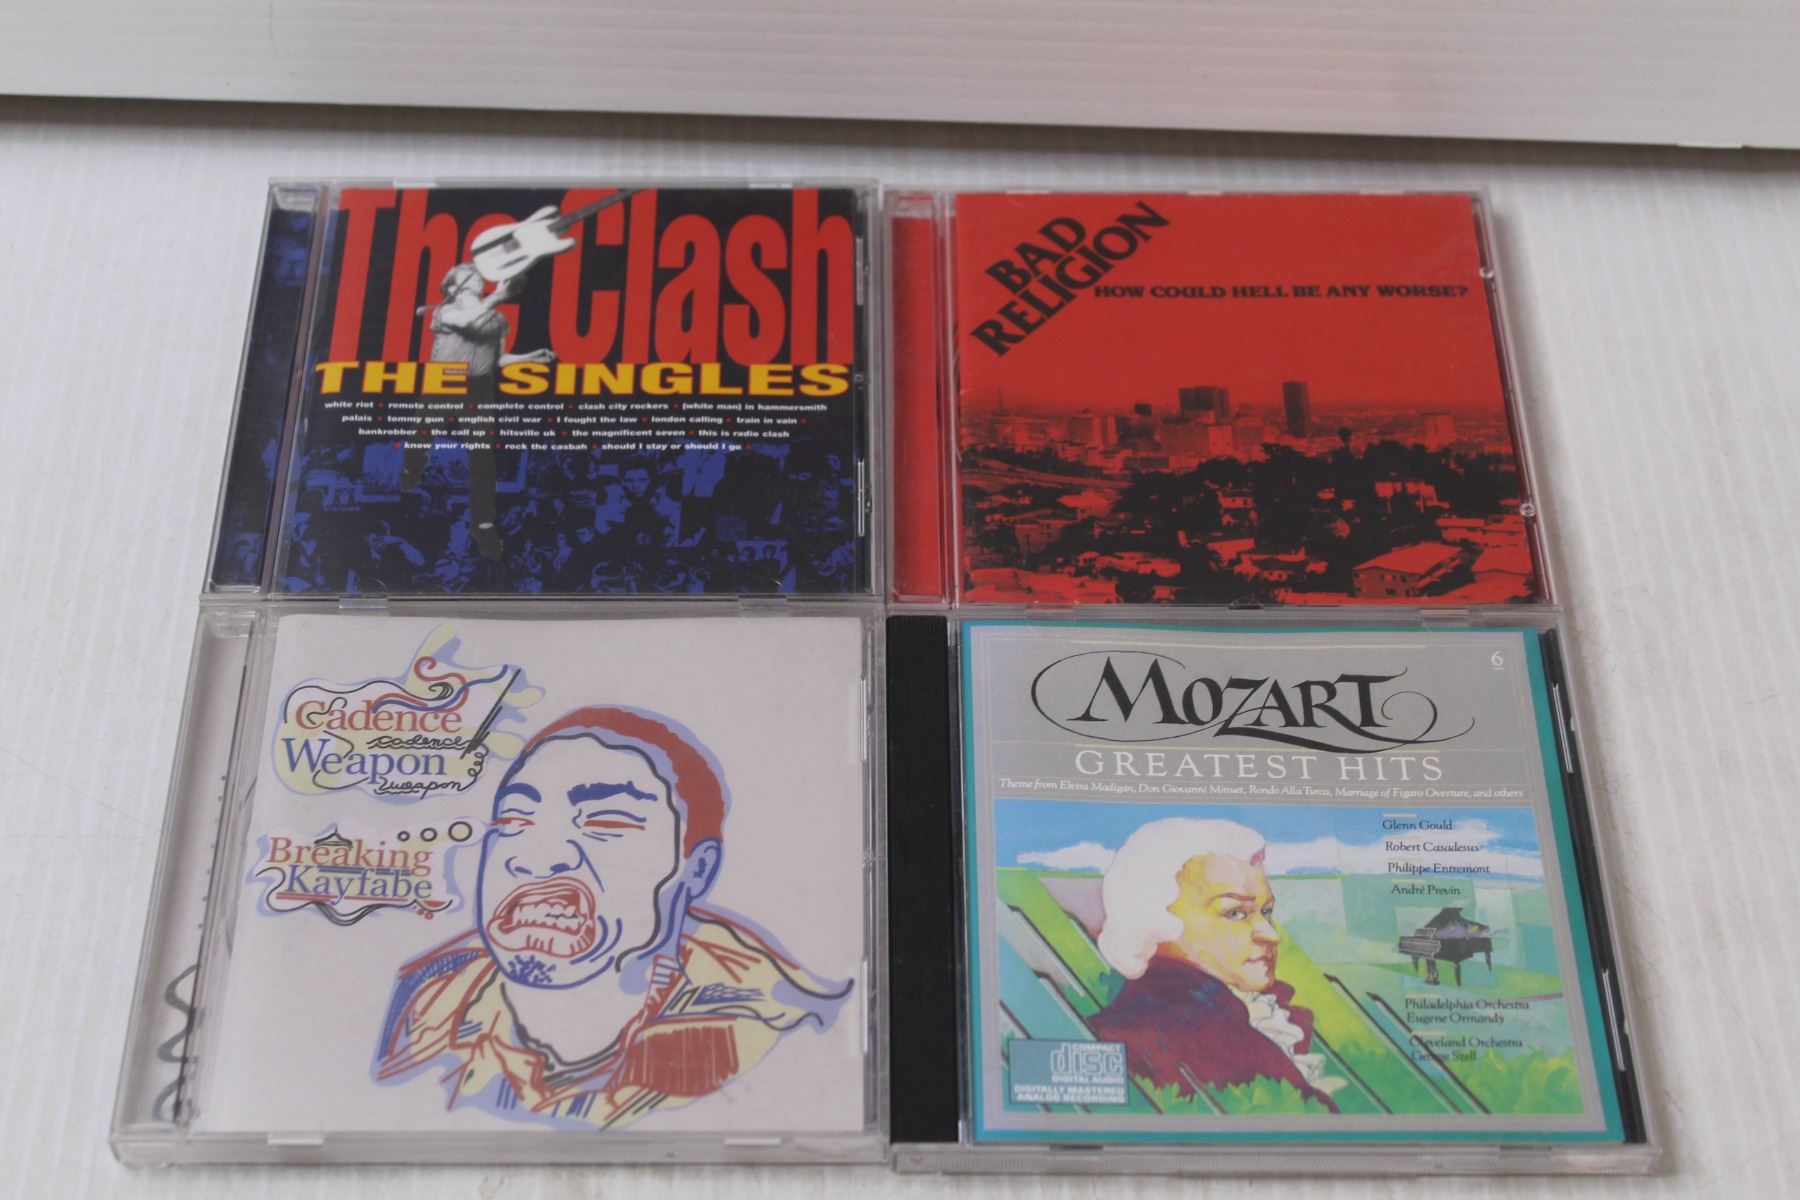 The Clash
THE SINGLES
white riot • remote control • complete control • clash city rockers • (white man) in hammersmith
palais • tommy gun • english civil war • I fought the law • london calling • train in vain •
bankrobber • the call up • hitsville uk • the magnificent seven • this is radio clash
• know your rights • rock the casbah • should I stay or should I go •
BAD
RELIGION
HOW COULD HELL BE ANY WORSE?
Cadence
Weapon
cadence
weapon
Breaking
Kayfabe
6
MOZART
GREATEST HITS
Theme from Elvira Madigan, Don Giovanni Minuet, Rondo Alla Turca, Marriage of Figaro Overture, and others
Glenn Gould
Robert Casadesus
Philippe Entremont
André Previn
Philadelphia Orchestra
Eugene Ormandy
Cleveland Orchestra
George Szell
COMPACT
disc
DIGITAL AUDIO
DIGITALLY MASTERED
ANALOG RECORDING